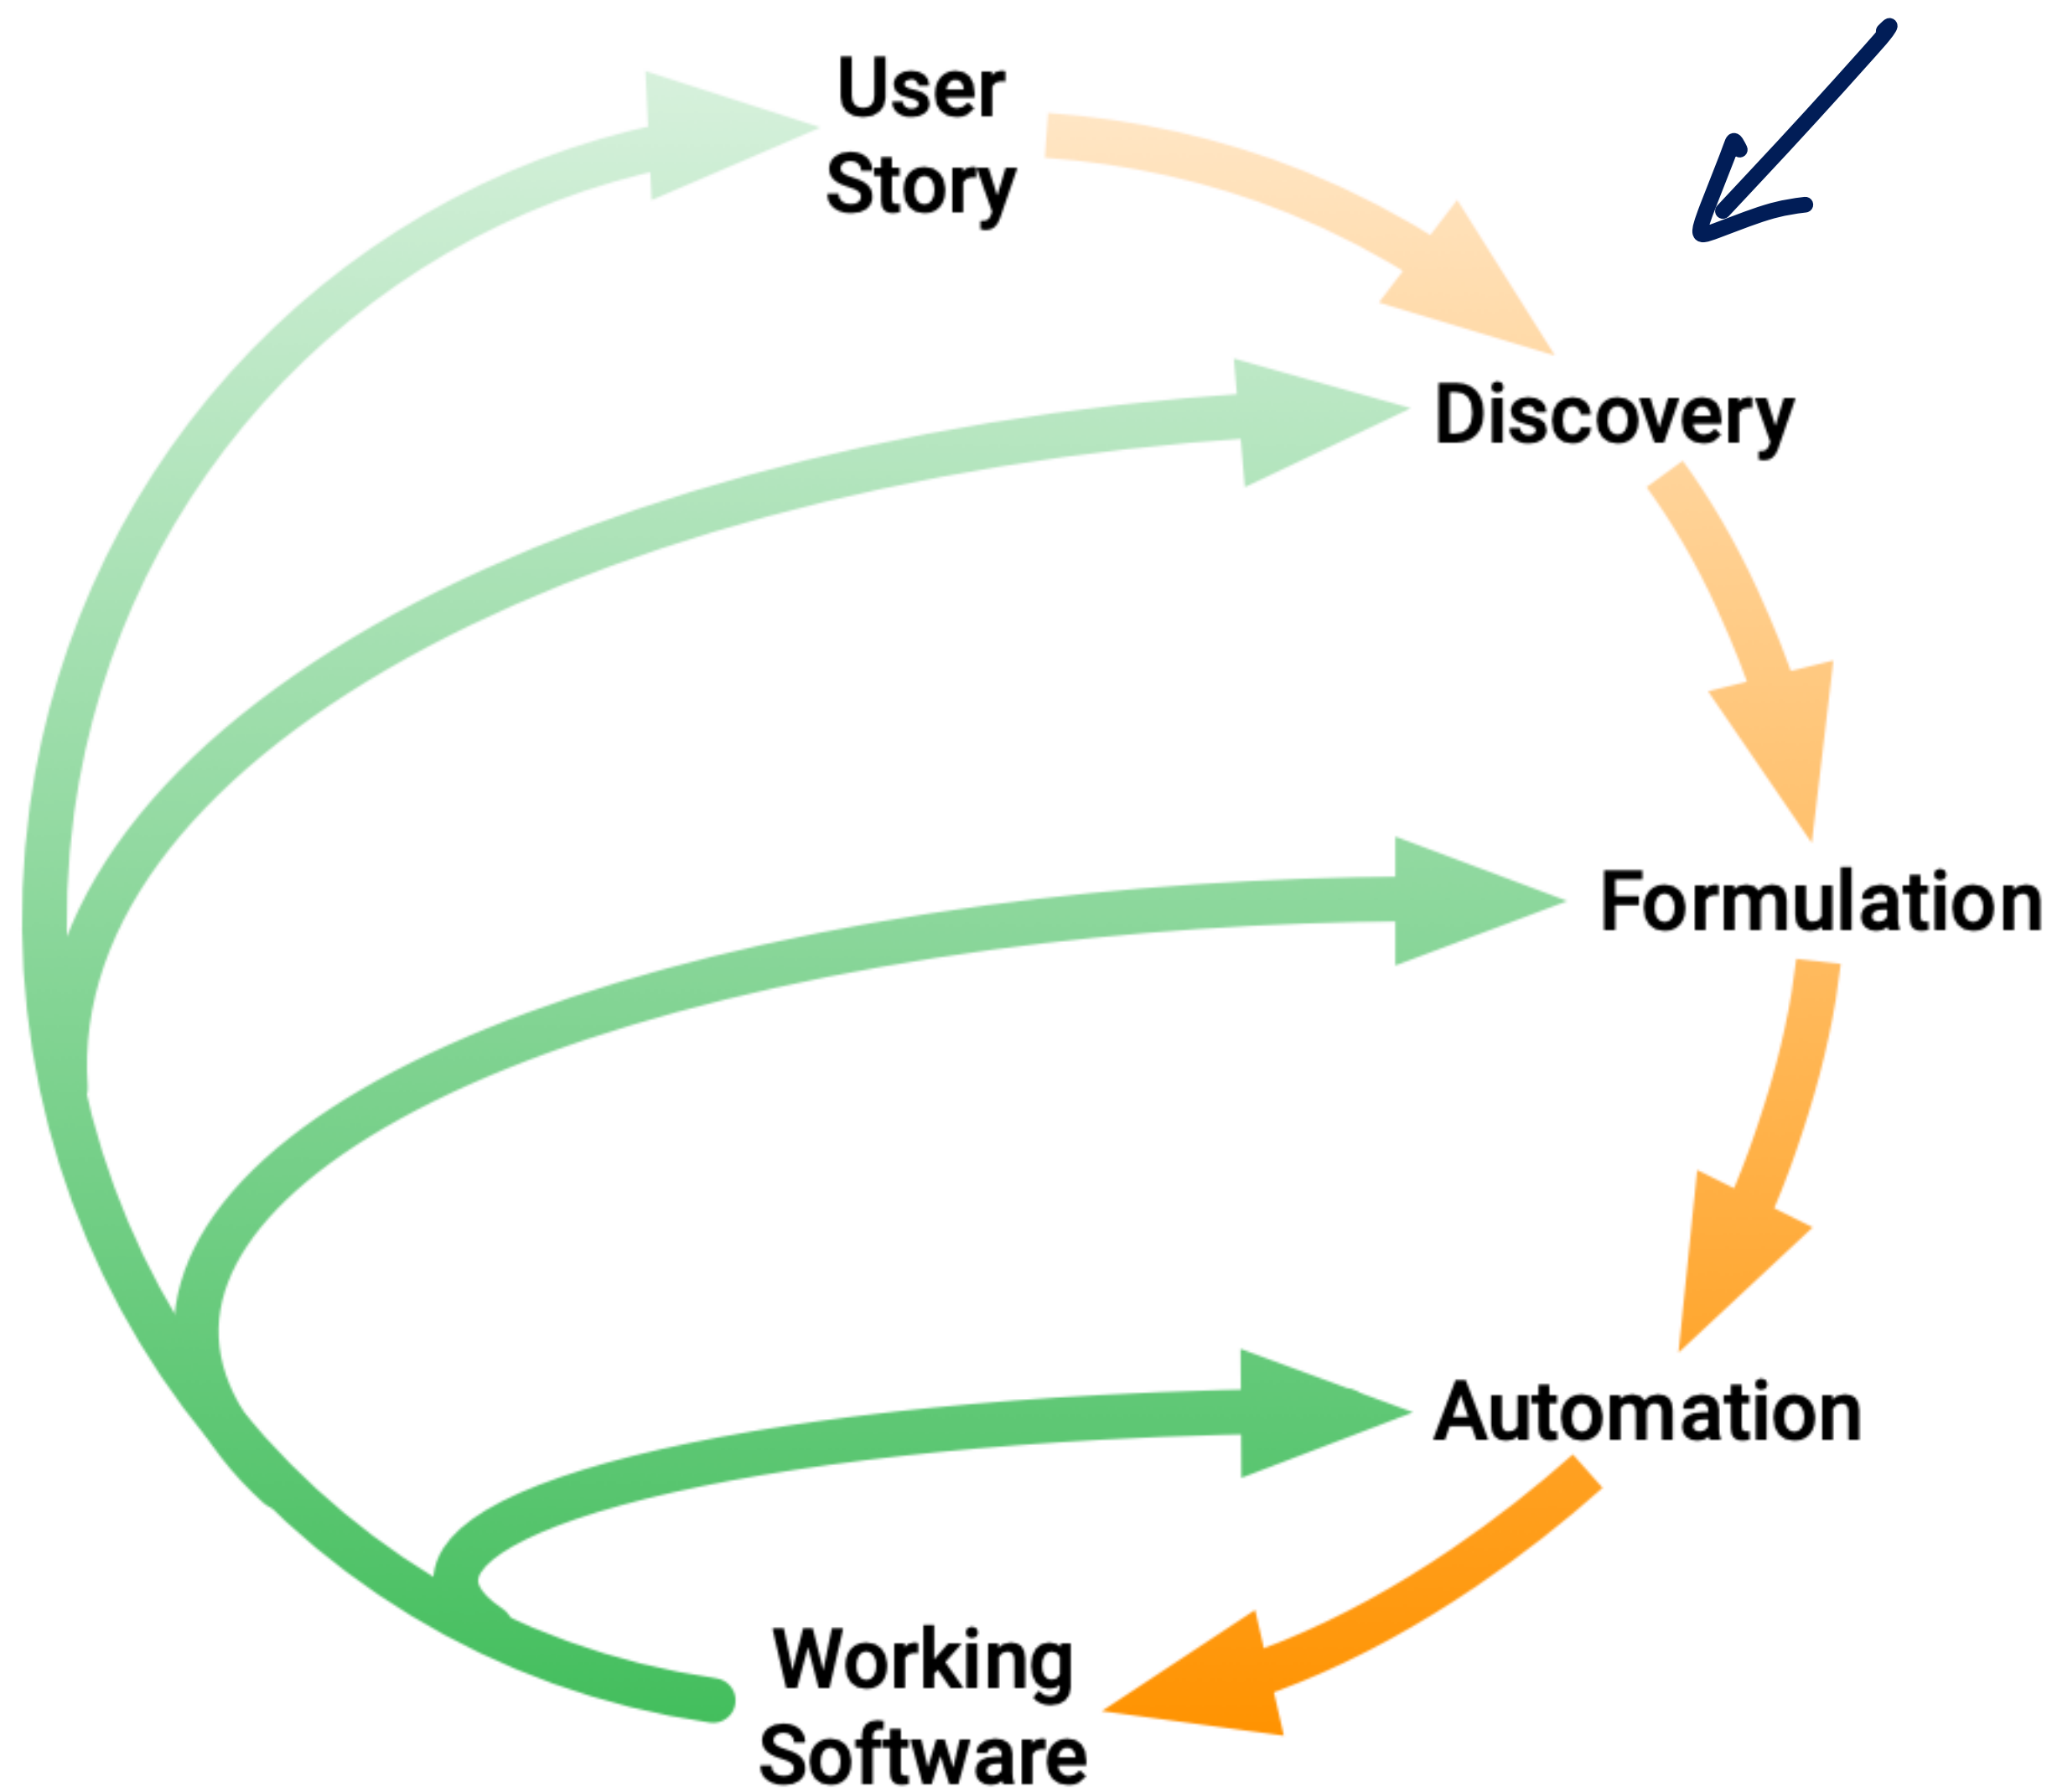 User
Story
Discovery
Formulation
Automation
Working
Software